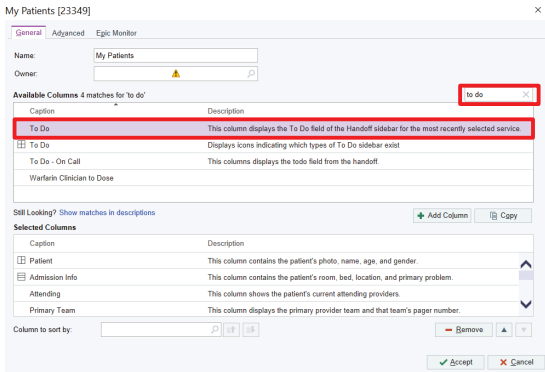 My Patients [23349]
General Advanced Epic Monitor
Name: My Patients
Owner:
Available Columns 4 matches for 'to do' to do
Caption Description
To Do This column displays the To Do field of the Handoff sidebar for the most recently selected service.
To Do Displays icons indicating which types of To Do sidebar exist
To Do - On Call This columns displays the todo field from the handoff.
Warfarin Clinician to Dose
Still Looking? Show matches in descriptions Add Column Copy
Selected Columns
Caption Description
Patient This column contains the patient's photo, name, age, and gender.
Admission Info This column contains the patient's room, bed, location, and primary problem.
Attending This column shows the patient's current attending providers.
Primary Team This column displays the primary provider team and that team's pager number.
Column to sort by: Remove
Accept Cancel